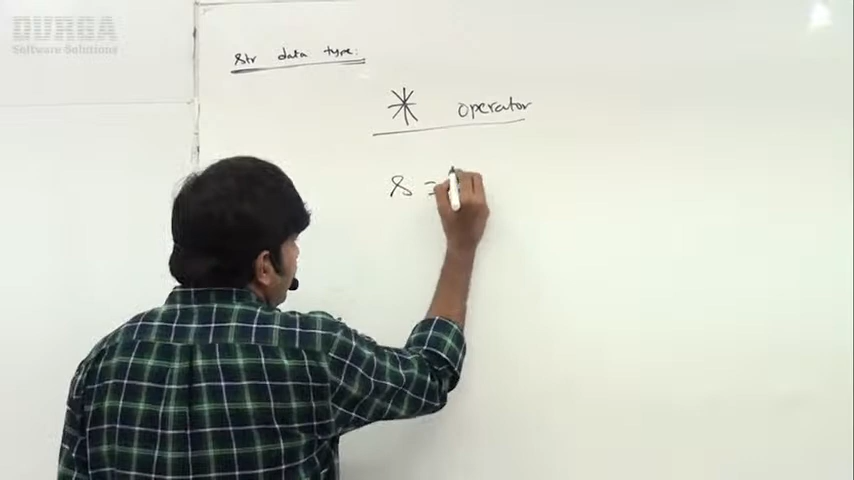 DURGA
Software Solutions
str data type:
* operator
s =